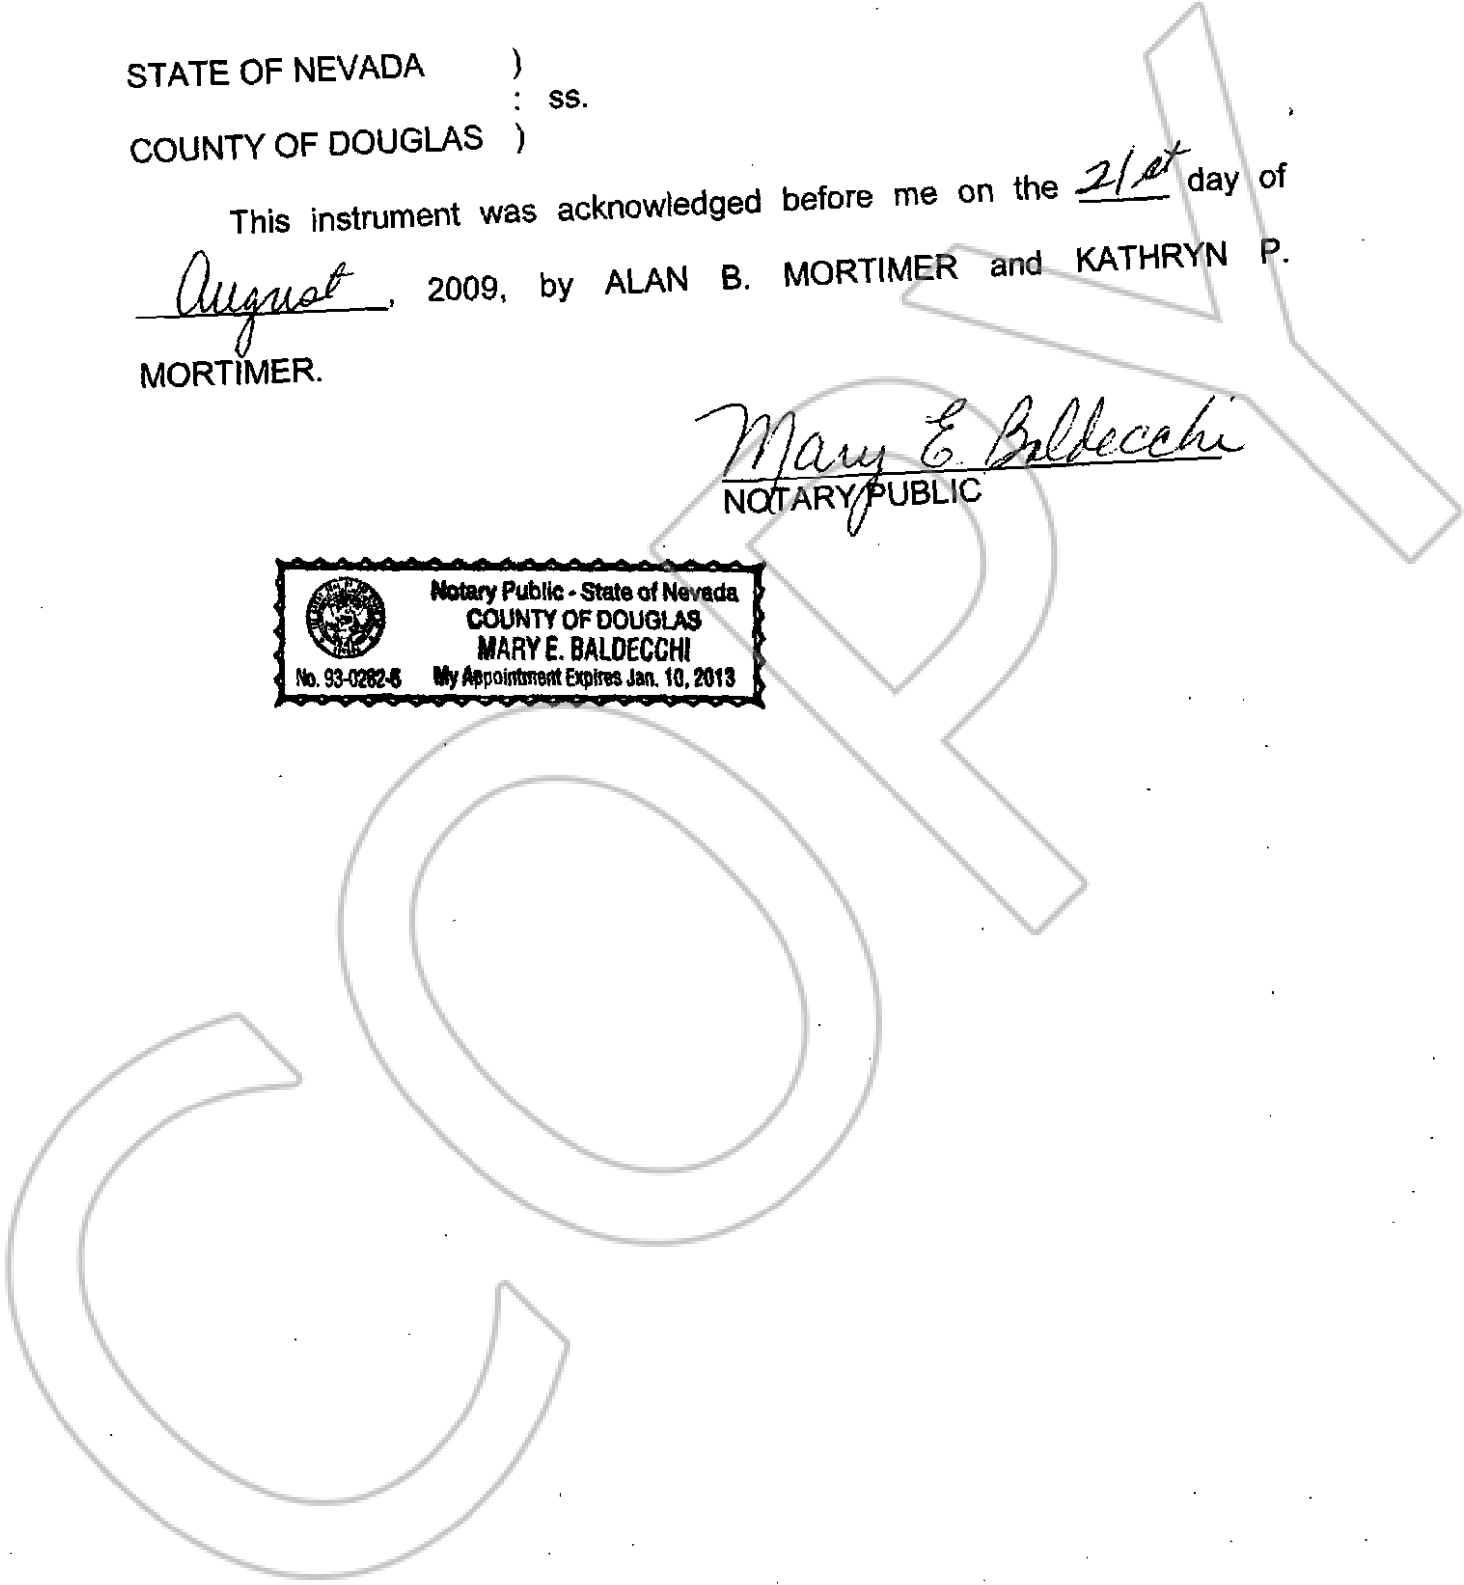 STATE OF NEVADA )
: ss.
COUNTY OF DOUGLAS )
This instrument was acknowledged before me on the 21st day of
August, 2009, by ALAN B. MORTIMER and KATHRYN P.
MORTIMER.
Mary E. Baldecchi
NOTARY PUBLIC
Notary Public - State of Nevada
COUNTY OF DOUGLAS
MARY E. BALDECCHI
No. 93-0282-5 My Appointment Expires Jan. 10, 2013
COPY